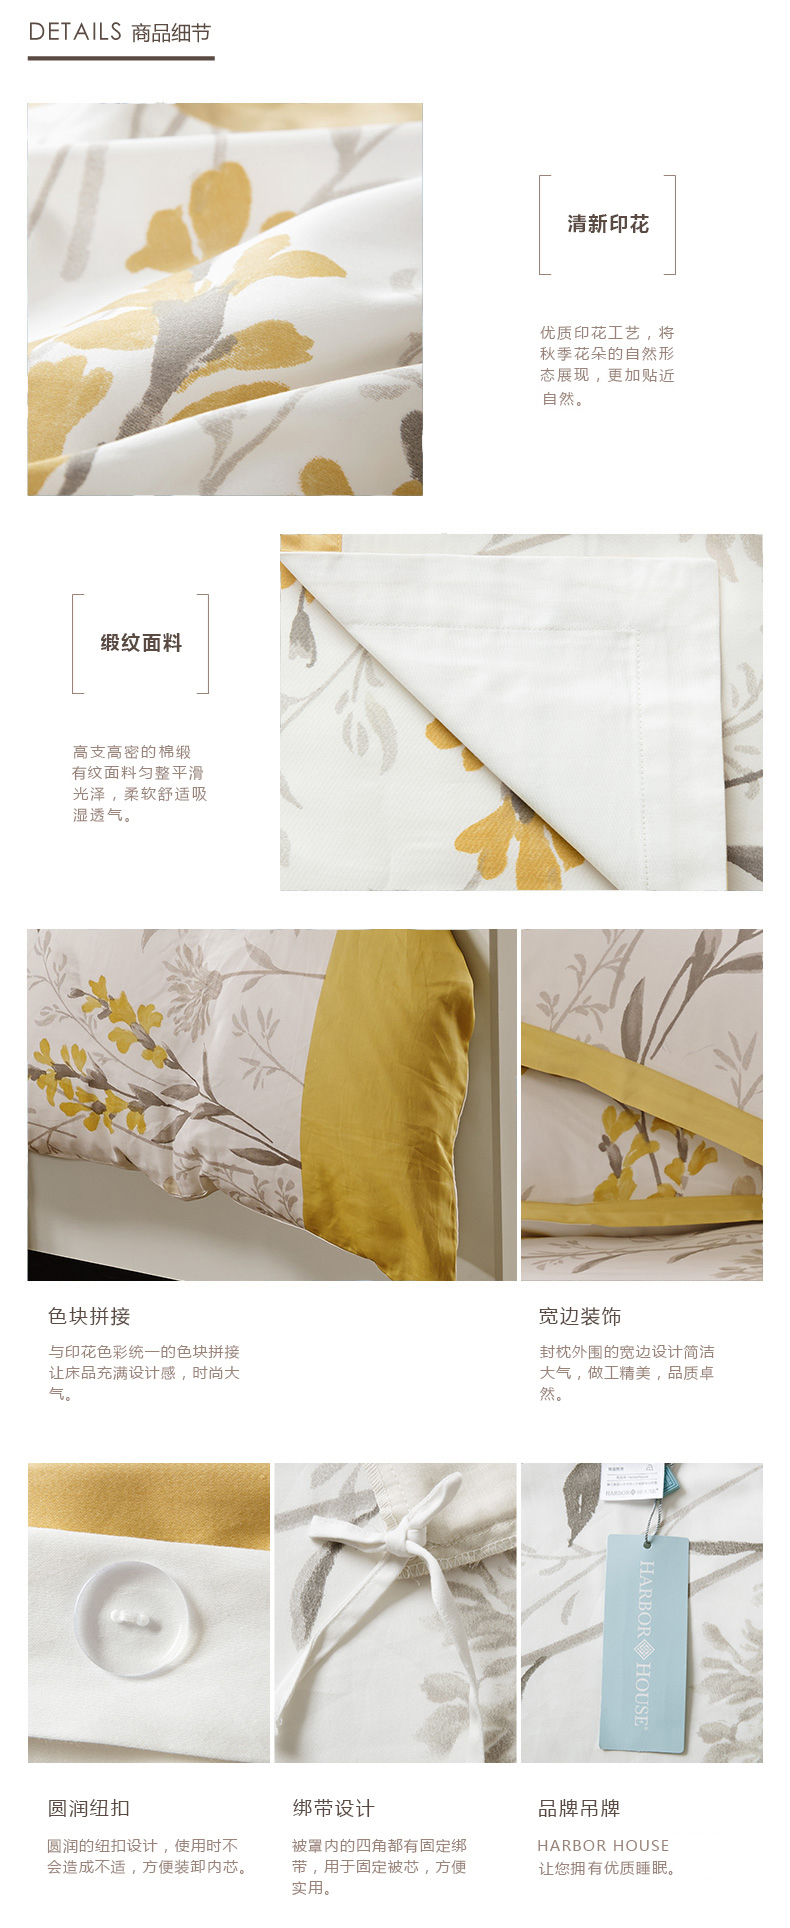 DETAILS 商品细节
清新印花
优质印花工艺，将
秋季花朵的自然形
态展现，更加贴近
自然。
缎纹面料
高支高密的棉缎
有纹面料匀整平滑
光泽，柔软舒适吸
湿透气。
色块拼接
与印花色彩统一的色块拼接
让床品充满设计感，时尚大
气。
宽边装饰
封枕外围的宽边设计简洁
大气，做工精美，品质卓
然。
HARBOR HOUSE
HARBOR HOUSE
圆润纽扣
圆润的纽扣设计，使用时不
会造成不适，方便装卸内芯。
绑带设计
被罩内的四角都有固定绑
带，用于固定被芯，方便
实用。
品牌吊牌
HARBOR HOUSE
让您拥有优质睡眠。